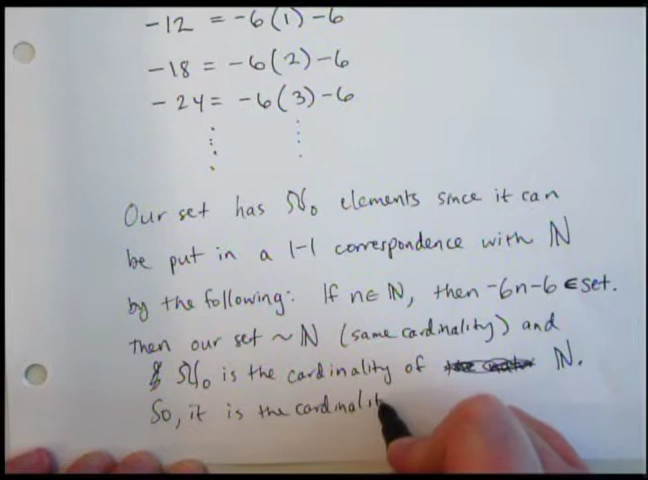 -12 = -6(1)-6
-18 = -6(2)-6
-24 = -6(3)-6
Our set has ℵ₀ elements since it can
be put in a 1-1 correspondence with ℕ
by the following: If n∈ℕ, then -6n-6 ∈ set.
Then our set ~ ℕ (same cardinality) and
ℵ₀ is the cardinality of ℕ.
So, it is the cardinalit